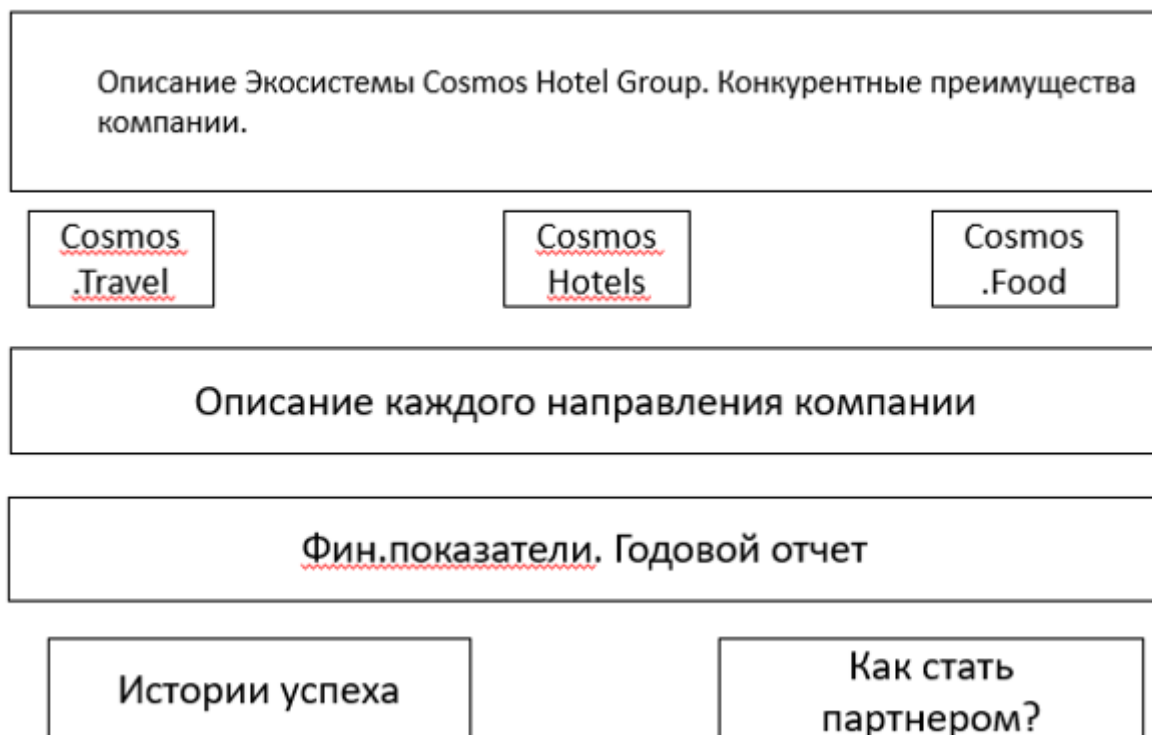 Описание Экосистемы Cosmos Hotel Group. Конкурентные преимущества
компании.
Cosmos
.Travel
Cosmos
Hotels
Cosmos
.Food
Описание каждого направления компании
Фин.показатели. Годовой отчет
Истории успеха
Как стать
партнером?